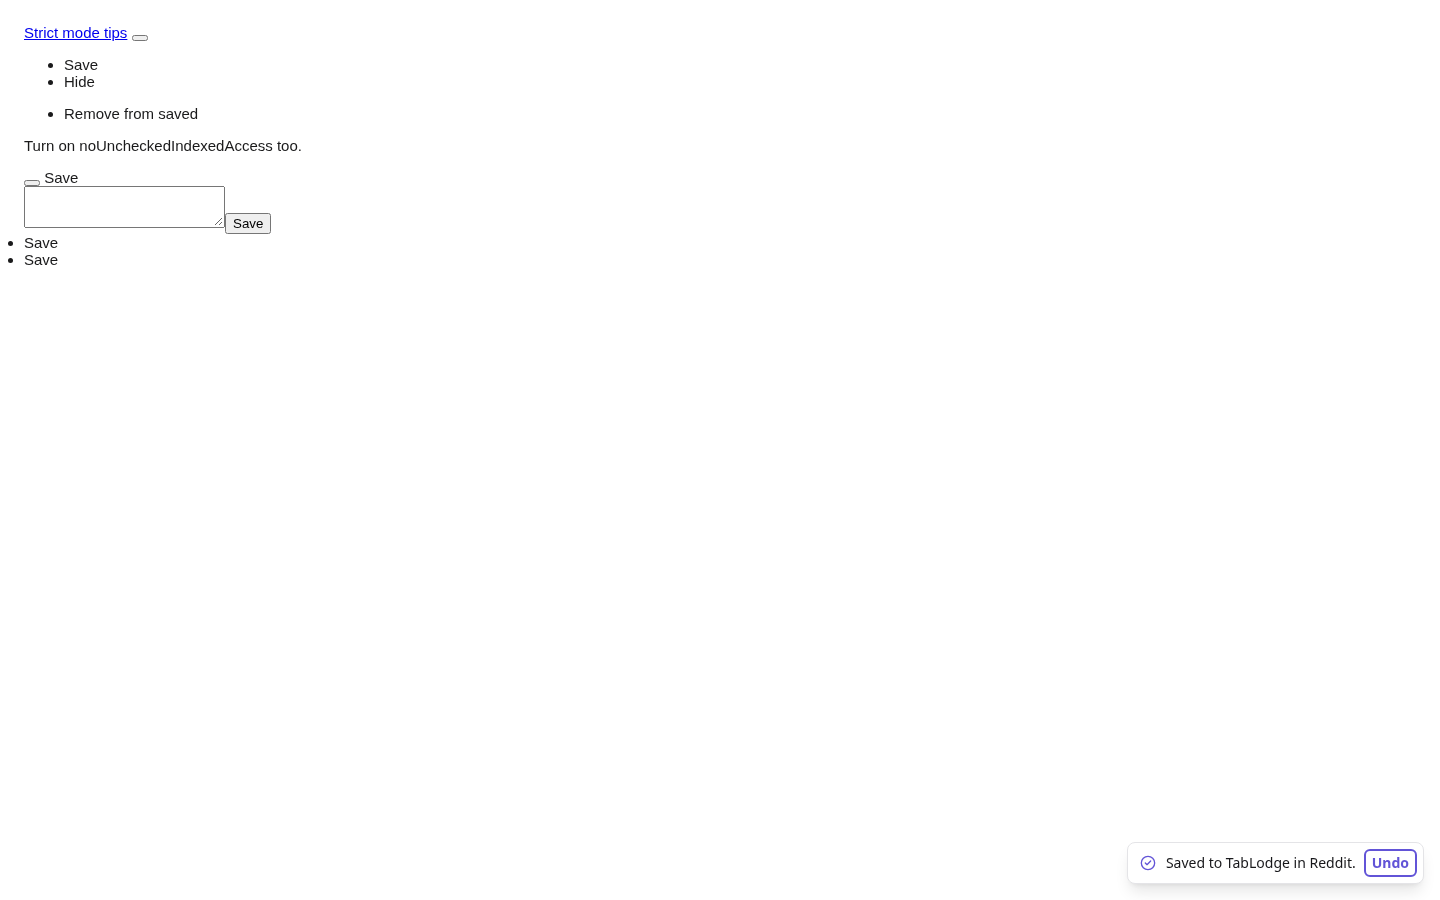 Strict mode tips
Save
Hide
Remove from saved
Turn on noUncheckedIndexedAccess too.
Save
Save
Save
Save
Saved to TabLodge in Reddit. Undo